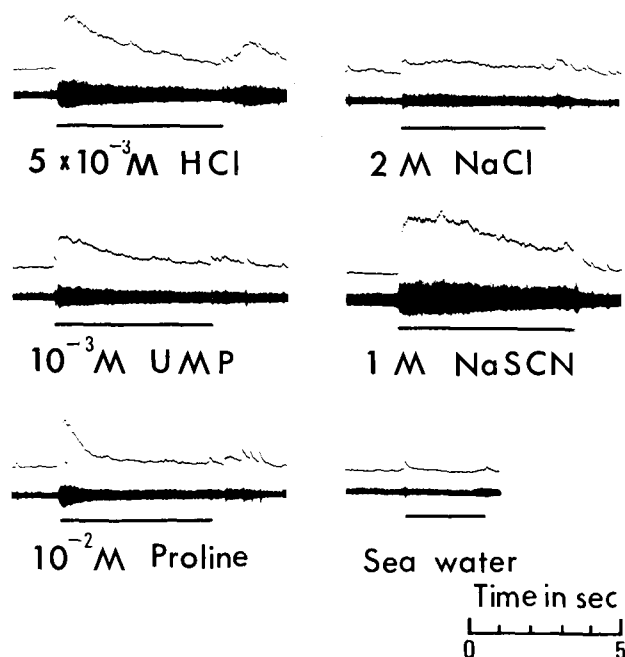 5 × 10⁻³M HCl
2 M NaCl
10⁻³M UMP
1 M NaSCN
10⁻²M Proline
Sea water
Time in sec
0 5